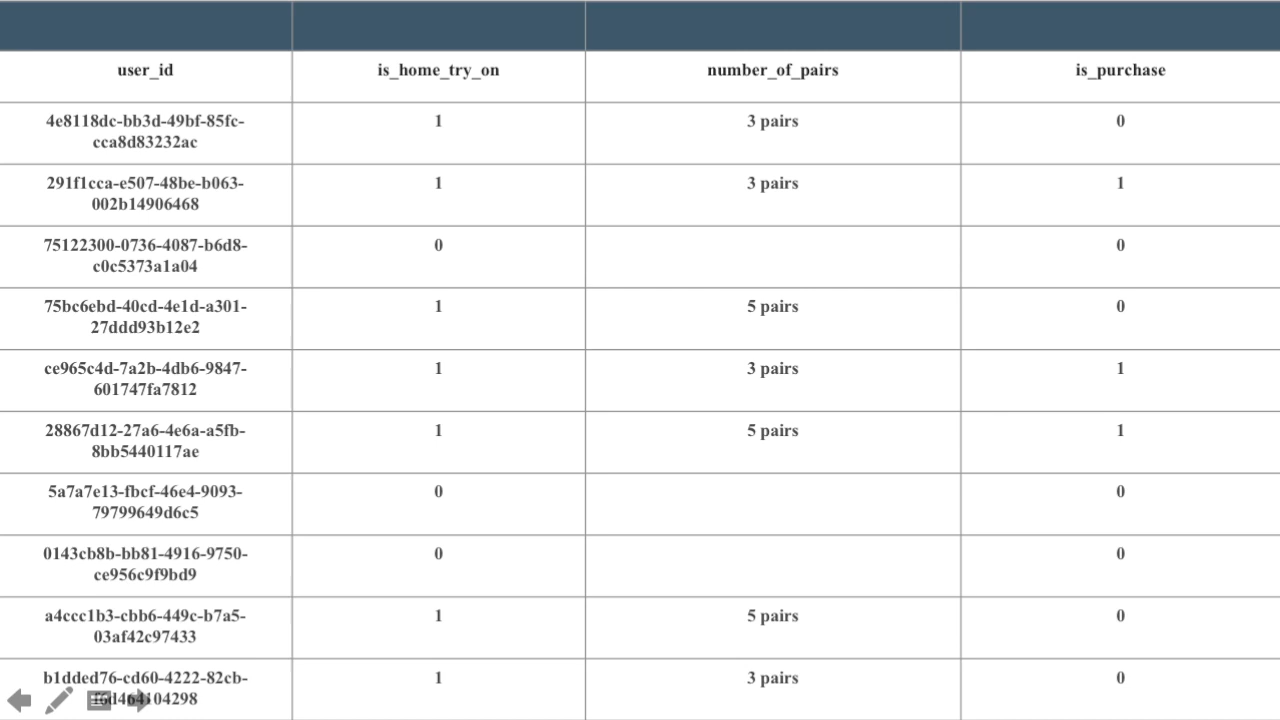 user_id is_home_try_on number_of_pairs is_purchase
4e8118dc-bb3d-49bf-85fc- 1 3 pairs 0
cca8d83232ac
291f1cca-e507-48be-b063- 1 3 pairs 1
002b14906468
75122300-0736-4087-b6d8- 0 0
c0c5373a1a04
75bc6ebd-40cd-4e1d-a301- 1 5 pairs 0
27ddd93b12e2
ce965c4d-7a2b-4db6-9847- 1 3 pairs 1
601747fa7812
28867d12-27a6-4e6a-a5fb- 1 5 pairs 1
8bb5440117ae
5a7a7e13-fbcf-46e4-9093- 0 0
79799649d6c5
0143cb8b-bb81-4916-9750- 0 0
ce956c9f9bd9
a4ccc1b3-cbb6-449c-b7a5- 1 5 pairs 0
03af42c97433
b1dded76-cd60-4222-82cb- 1 3 pairs 0